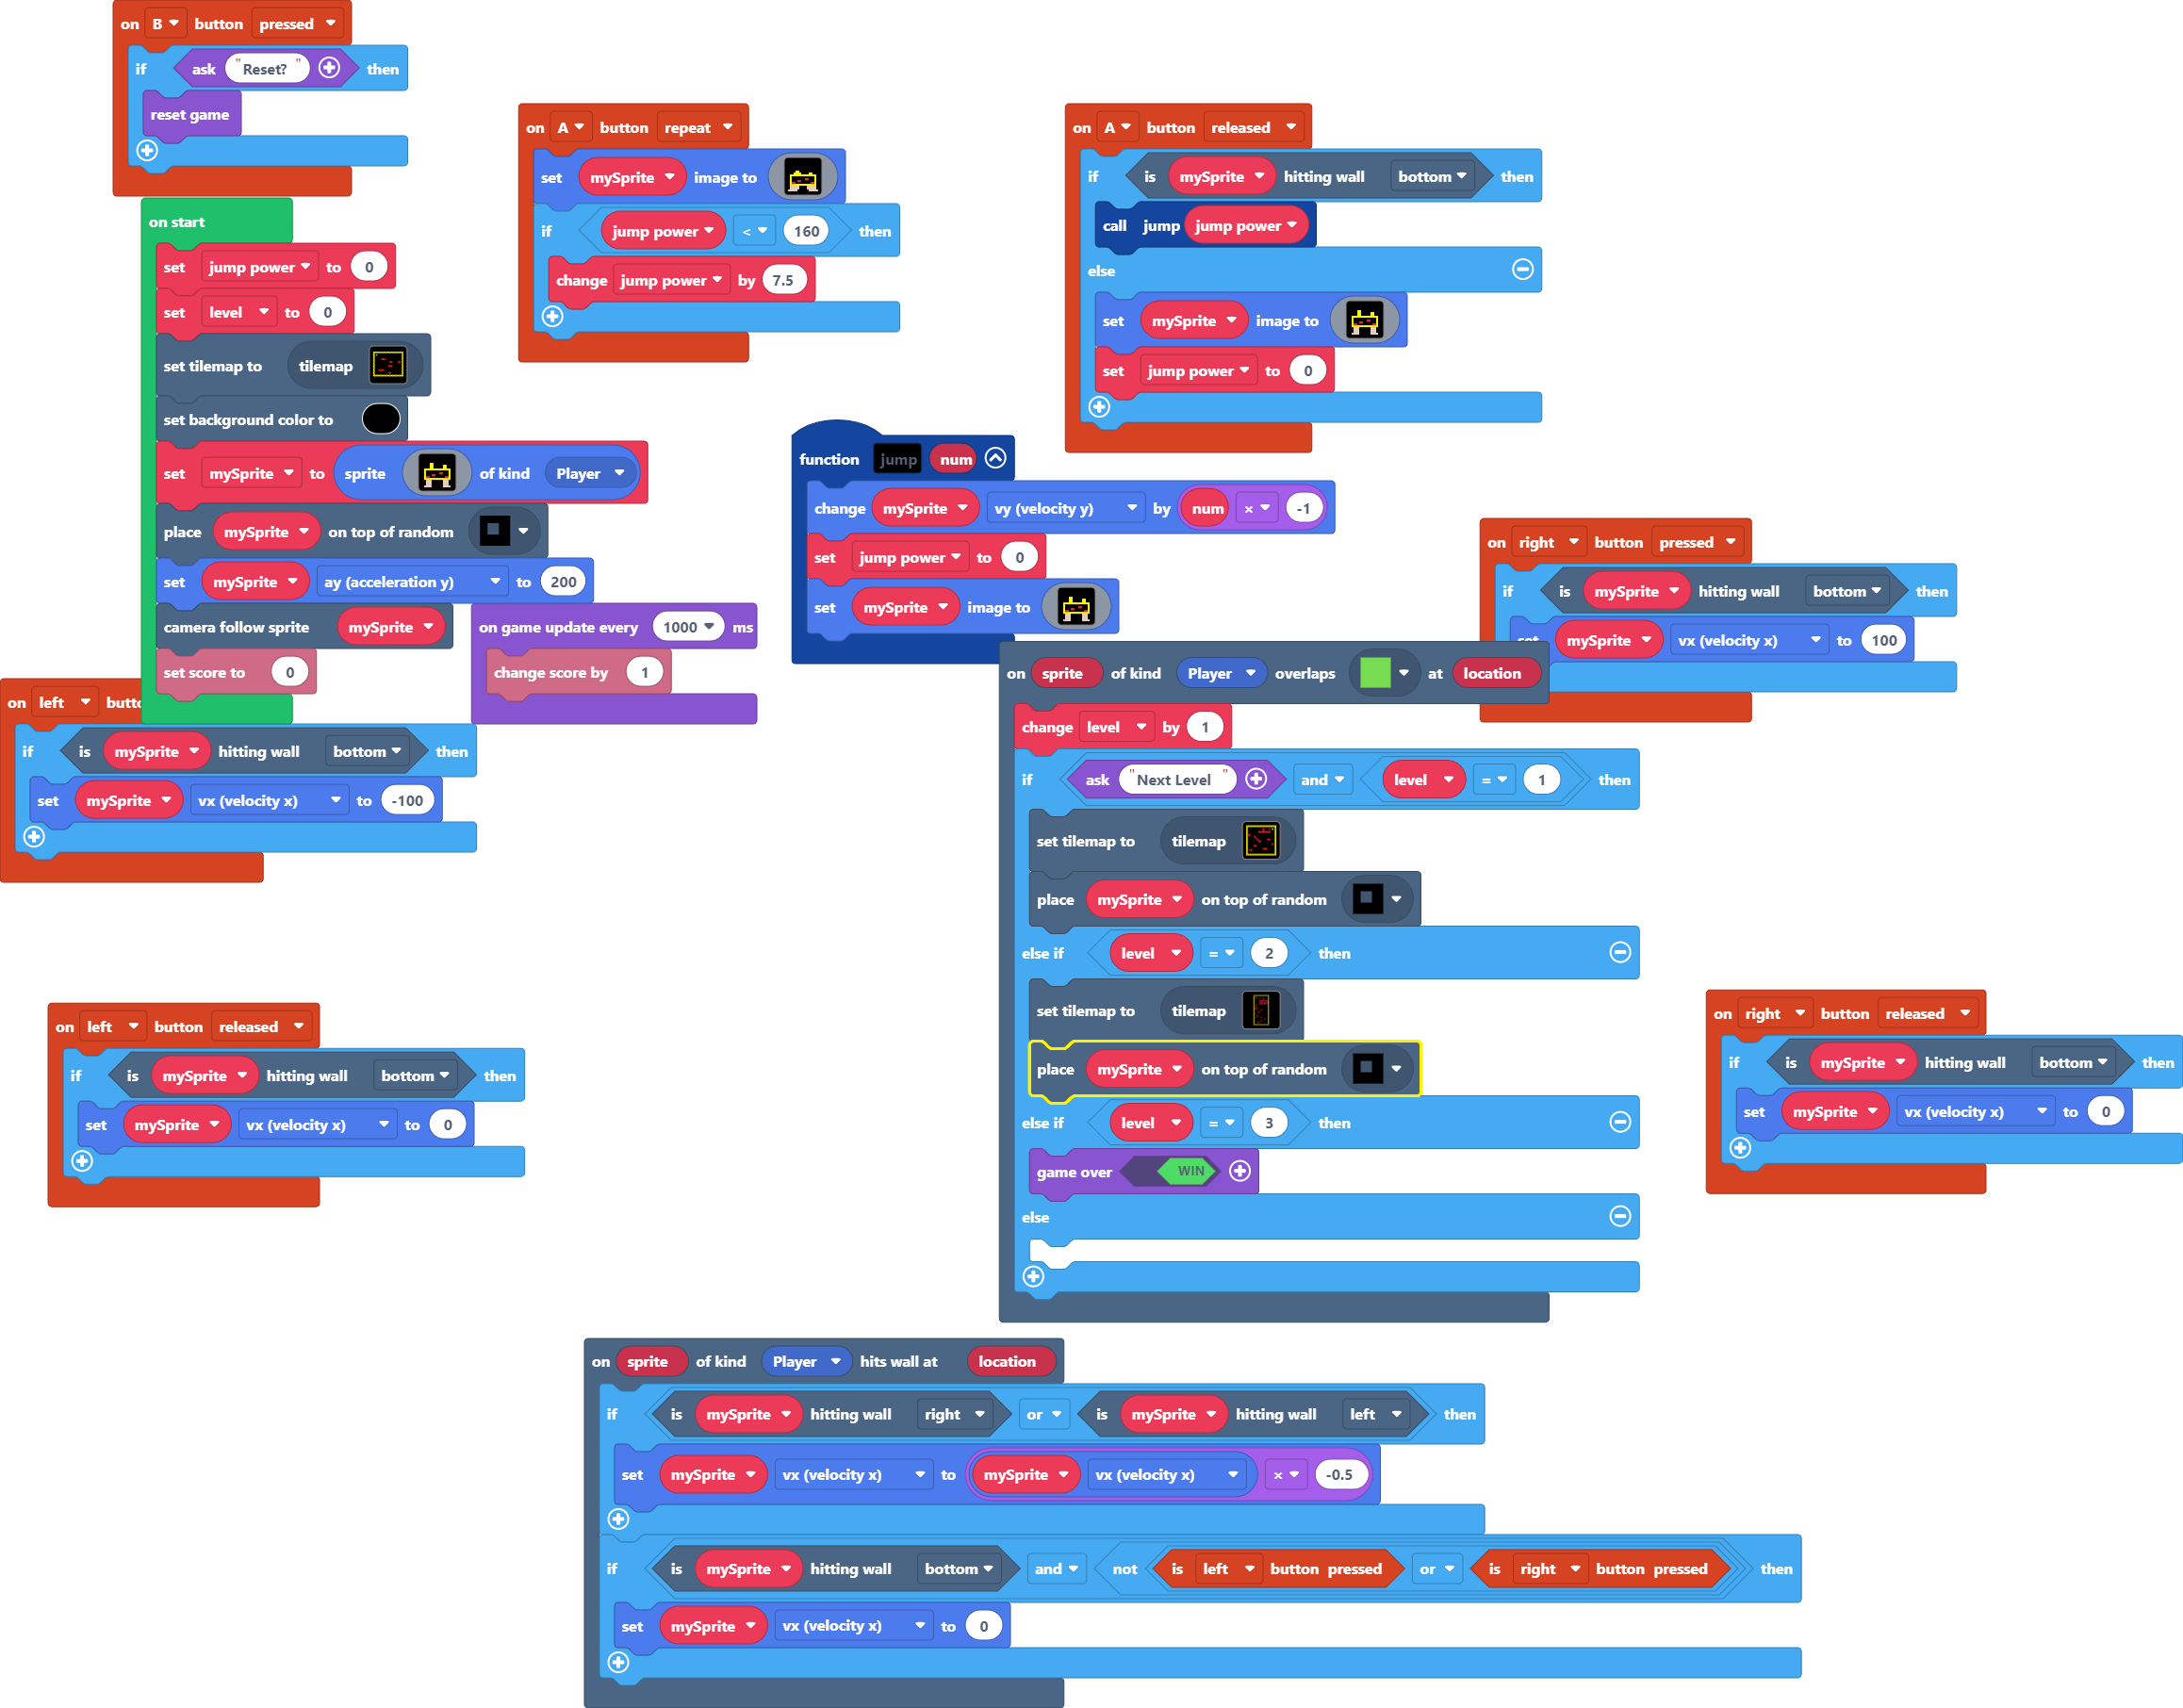 on B button pressed
if ask "Reset?" then
reset game
on start
set jump power to 0
set level to 0
set tilemap to tilemap
set background color to
set mySprite to sprite of kind Player
place mySprite on top of random
set mySprite ay (acceleration y) to 200
camera follow sprite mySprite
set score to 0
on A button repeat
set mySprite image to
if jump power < 160 then
change jump power by 7.5
on A button released
if is mySprite hitting wall bottom then
call jump jump power
else
set mySprite image to
set jump power to 0
function jump num
change mySprite vy (velocity y) by num × -1
set jump power to 0
set mySprite image to
on game update every 1000 ms
change score by 1
on right button pressed
if is mySprite hitting wall bottom then
set mySprite vx (velocity x) to 100
on left
if is mySprite hitting wall bottom then
set mySprite vx (velocity x) to -100
on sprite of kind Player overlaps at location
change level by 1
if ask "Next Level " and level = 1 then
set tilemap to tilemap
place mySprite on top of random
else if level = 2 then
set tilemap to tilemap
place mySprite on top of random
else if level = 3 then
game over WIN
else
on left button released
if is mySprite hitting wall bottom then
set mySprite vx (velocity x) to 0
on right button released
if is mySprite hitting wall bottom then
set mySprite vx (velocity x) to 0
on sprite of kind Player hits wall at location
if is mySprite hitting wall right or is mySprite hitting wall left then
set mySprite vx (velocity x) to mySprite vx (velocity x) × -0.5
if is mySprite hitting wall bottom and not is left button pressed or is right button pressed then
set mySprite vx (velocity x) to 0